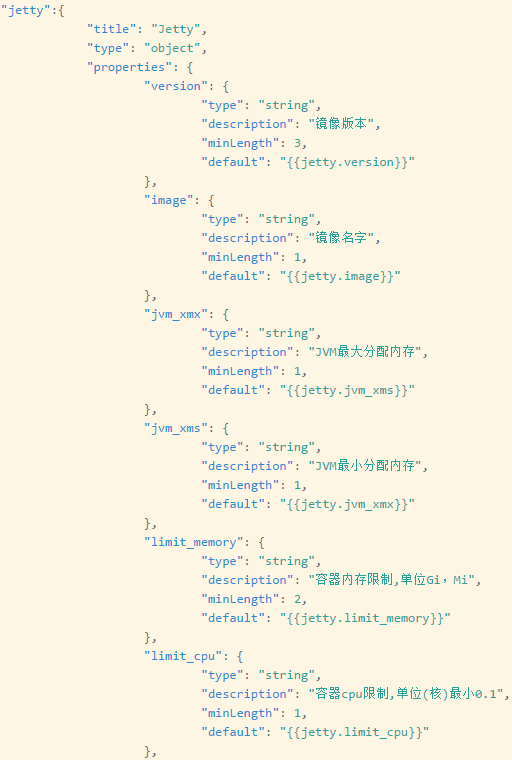 "jetty":{
"title": "Jetty",
"type": "object",
"properties": {
"version": {
"type": "string",
"description": "镜像版本",
"minLength": 3,
"default": "{{jetty.version}}"
},
"image": {
"type": "string",
"description": "镜像名字",
"minLength": 1,
"default": "{{jetty.image}}"
},
"jvm_xmx": {
"type": "string",
"description": "JVM最大分配内存",
"minLength": 1,
"default": "{{jetty.jvm_xms}}"
},
"jvm_xms": {
"type": "string",
"description": "JVM最小分配内存",
"minLength": 1,
"default": "{{jetty.jvm_xmx}}"
},
"limit_memory": {
"type": "string",
"description": "容器内存限制,单位Gi，Mi",
"minLength": 2,
"default": "{{jetty.limit_memory}}"
},
"limit_cpu": {
"type": "string",
"description": "容器cpu限制,单位(核)最小0.1",
"minLength": 1,
"default": "{{jetty.limit_cpu}}"
},